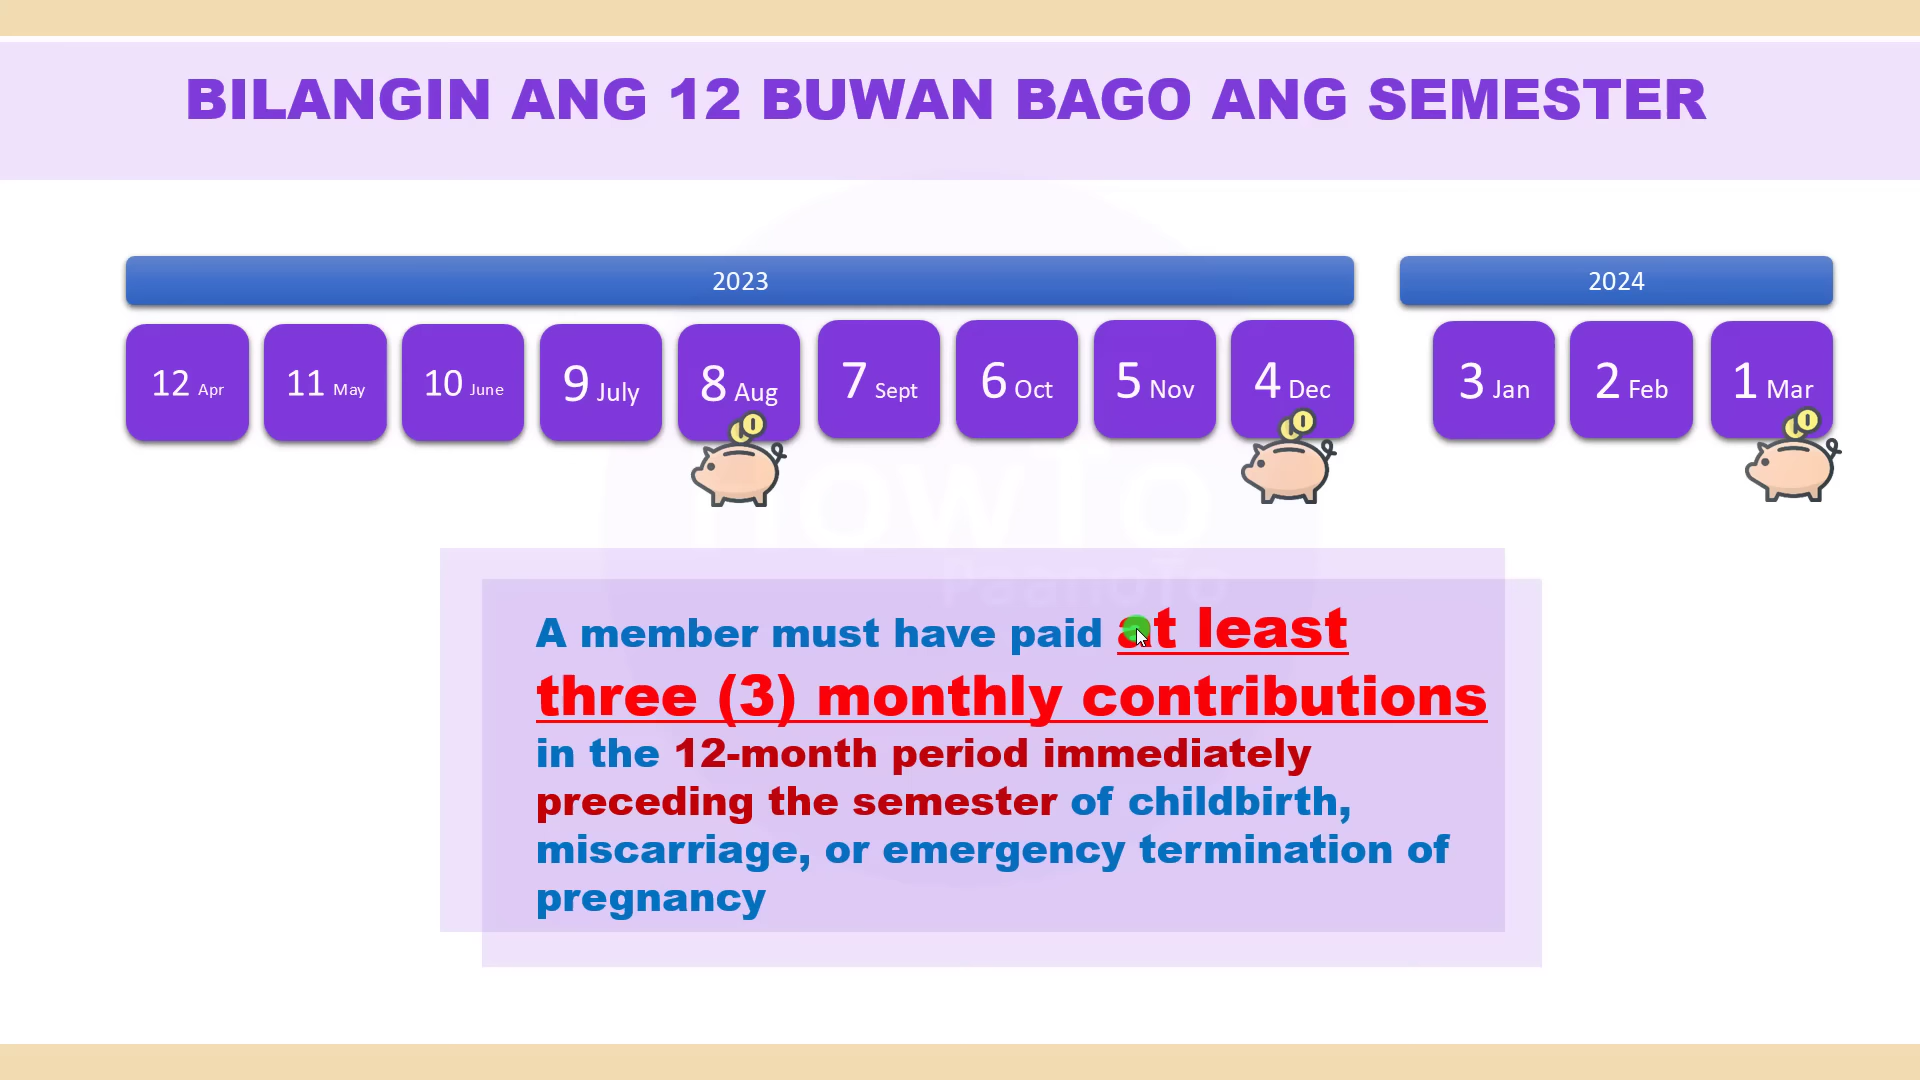 BILANGIN ANG 12 BUWAN BAGO ANG SEMESTER
2023
2024
12 Apr
11 May
10 June
9 July
8 Aug
7 Sept
6 Oct
5 Nov
4 Dec
3 Jan
2 Feb
1 Mar
HowTo
PaanoTo
A member must have paid at least
three (3) monthly contributions
in the 12-month period immediately
preceding the semester of childbirth,
miscarriage, or emergency termination of
pregnancy